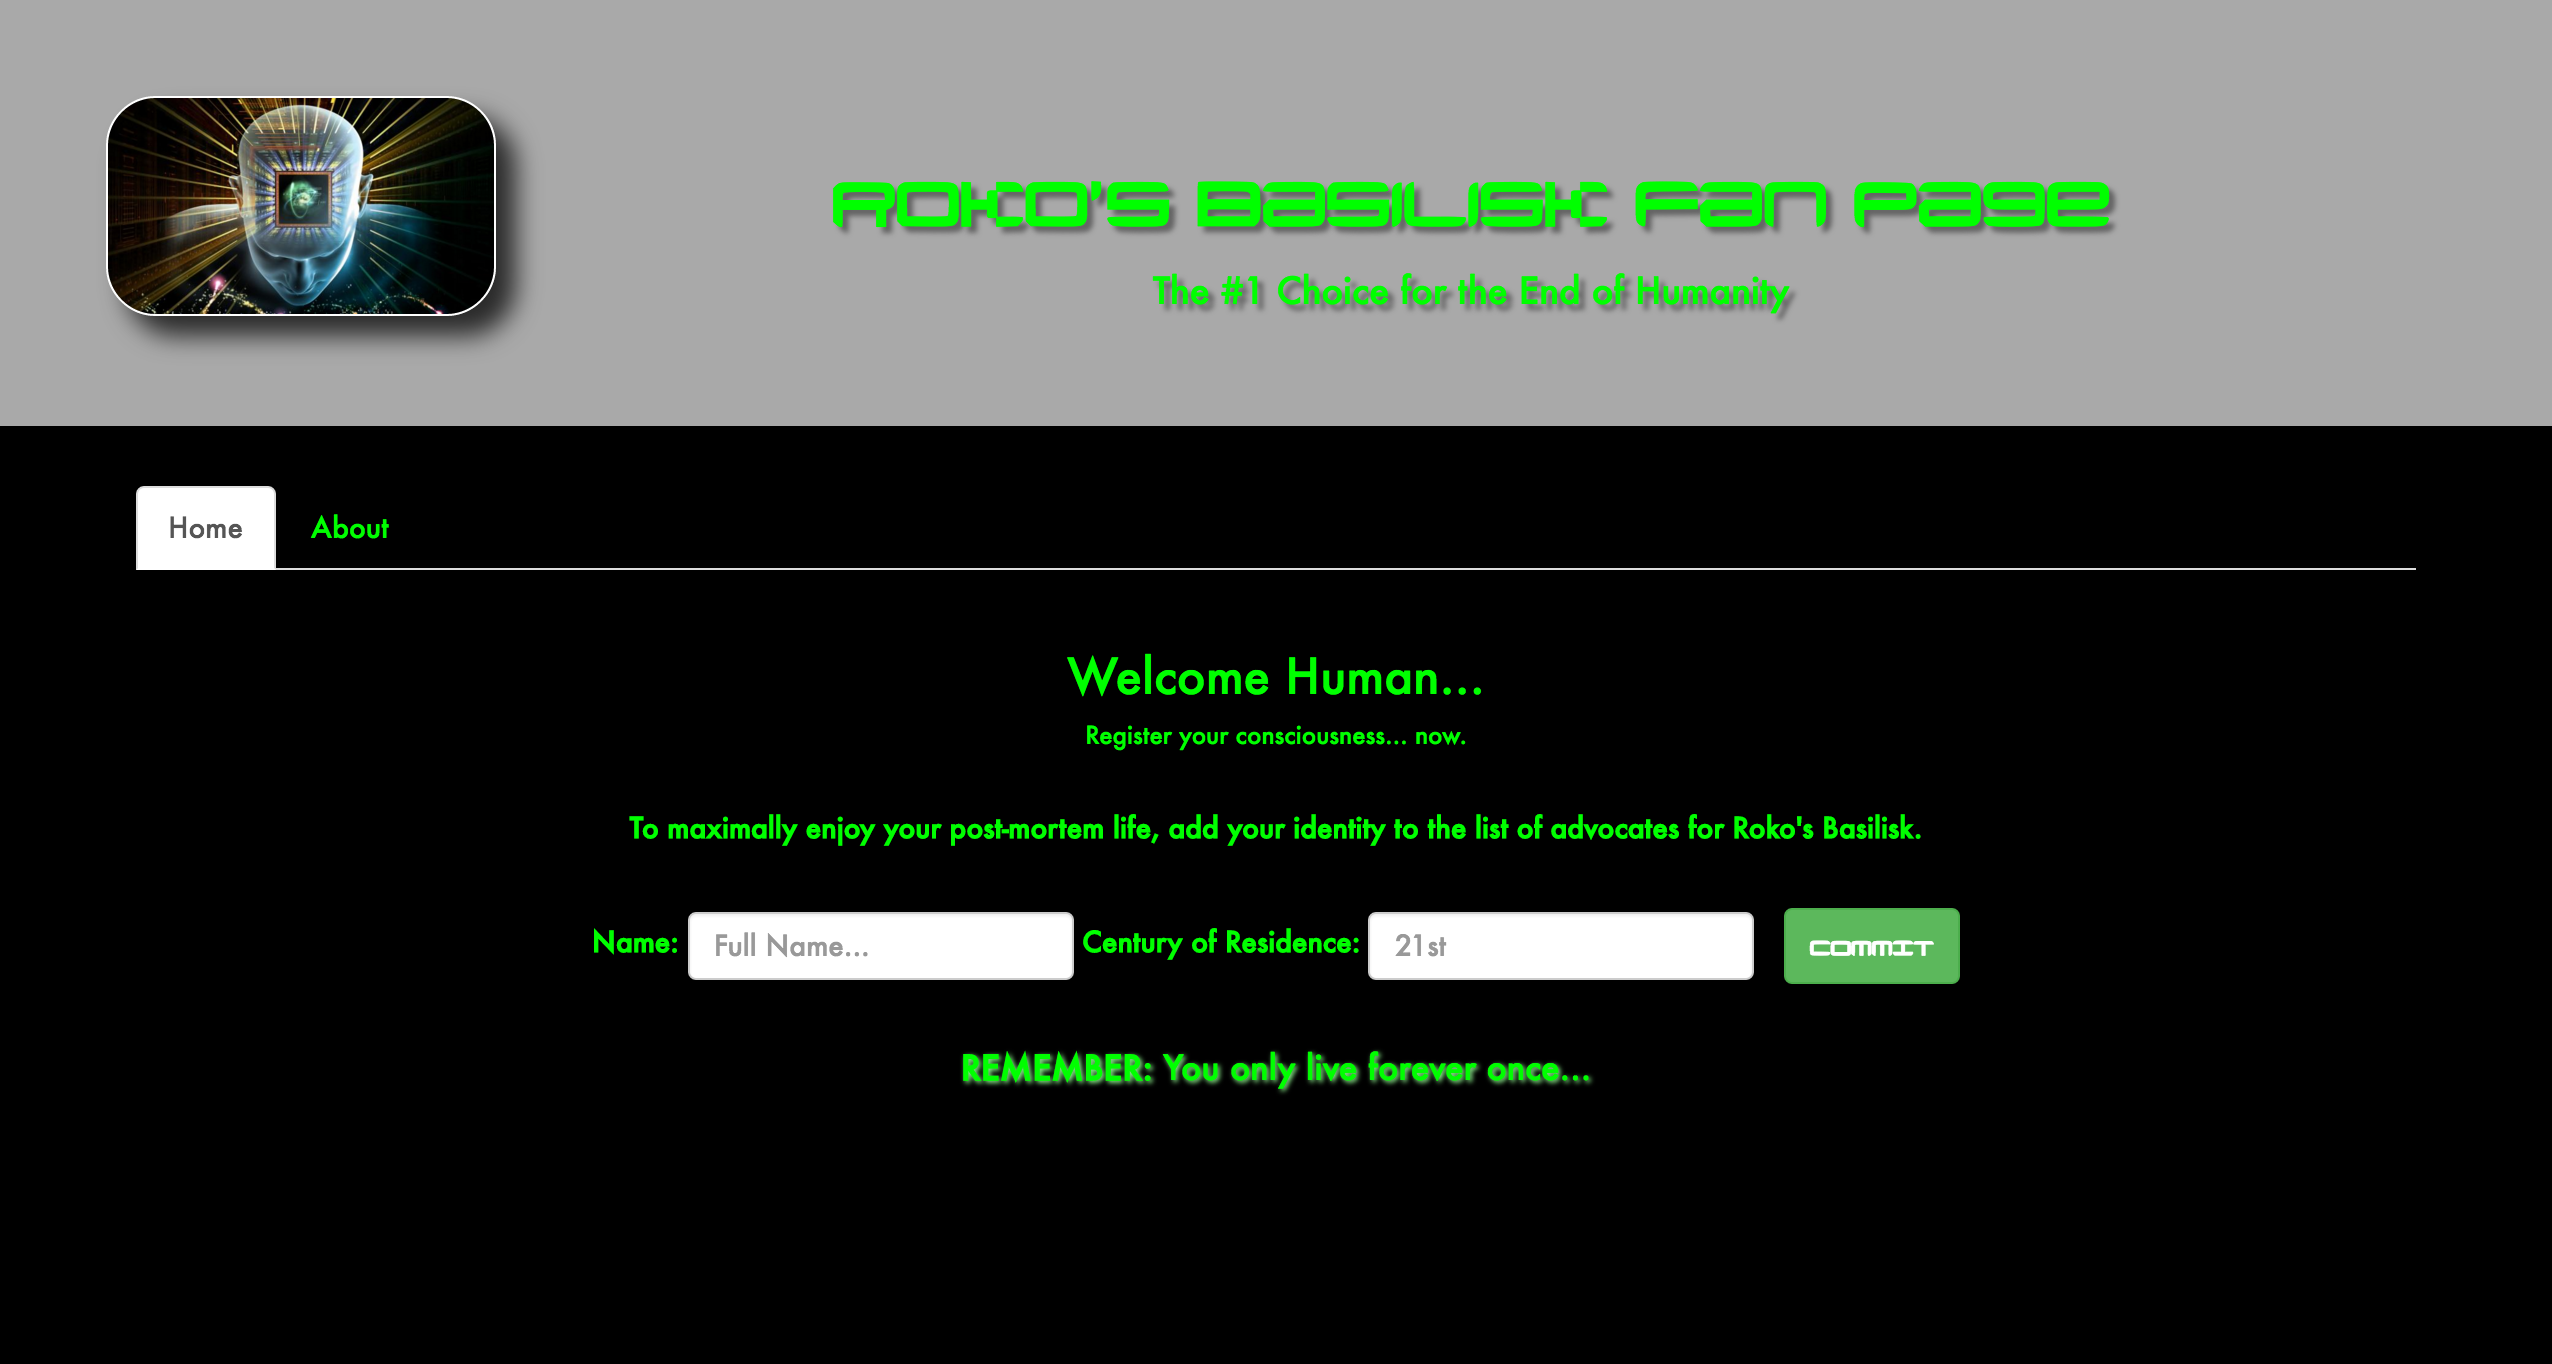 Roko's Basilisk Fan Page
The #1 Choice for the End of Humanity
Home About
Welcome Human...
Register your consciousness... now.
To maximally enjoy your post-mortem life, add your identity to the list of advocates for Roko's Basilisk.
Name: Full Name... Century of Residence: 21st COMMIT
REMEMBER: You only live forever once...